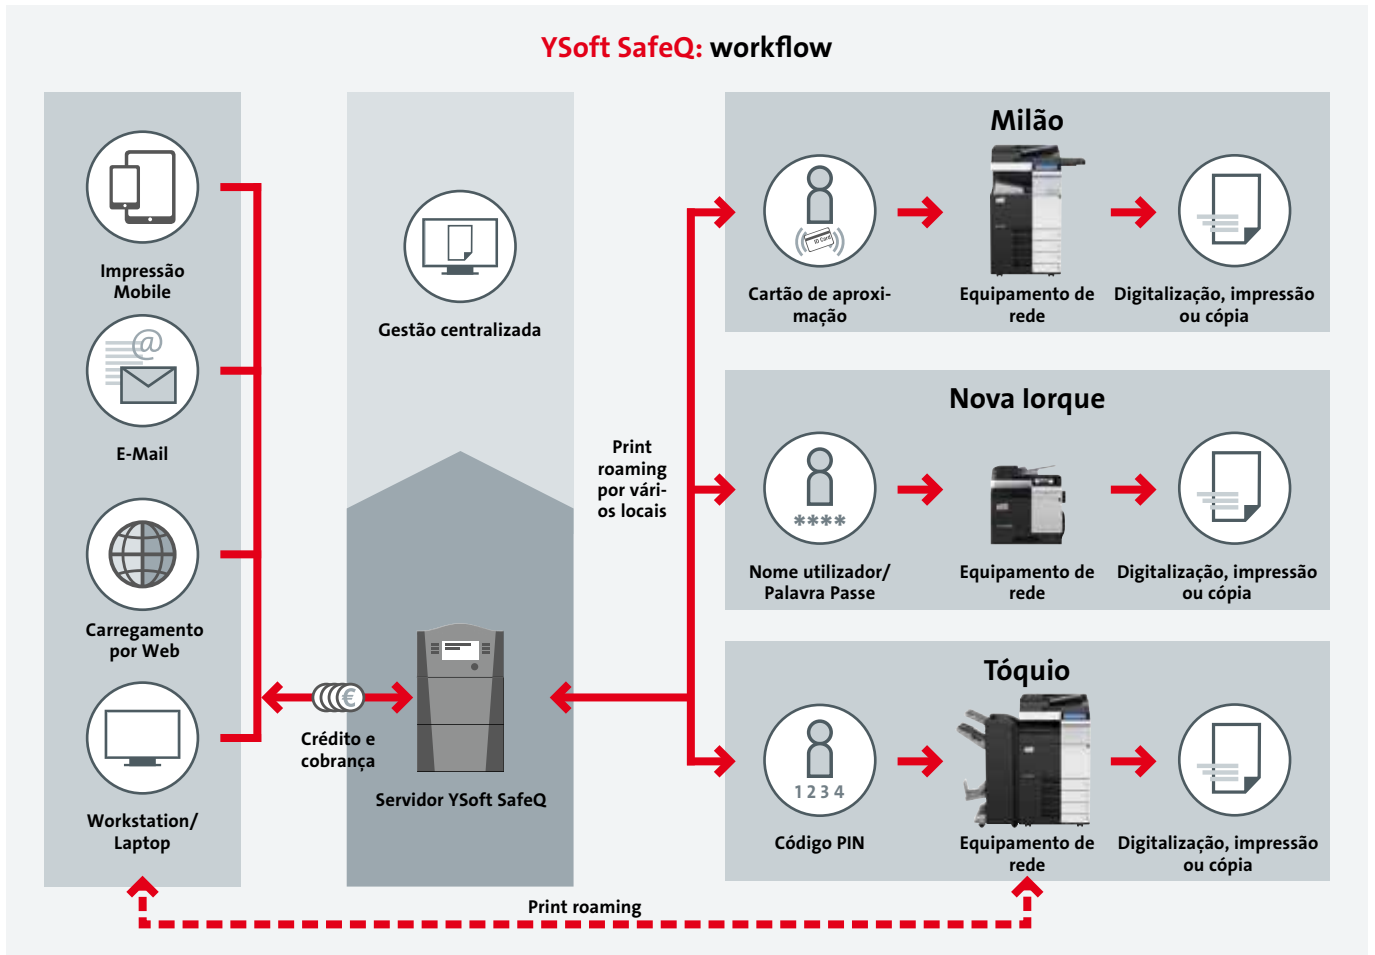 YSoft SafeQ: workflow
Impressão
Mobile
@
E-Mail
Carregamento
por Web
Workstation/
Laptop
Gestão centralizada
€
Crédito e
cobrança
Servidor YSoft SafeQ
Print
roaming
por vári-
os locais
Milão
ID Card
Cartão de aproxi-
mação
Equipamento de
rede
Digitalização, impressão
ou cópia
Nova Iorque
****
Nome utilizador/
Palavra Passe
Equipamento de
rede
Digitalização, impressão
ou cópia
Tóquio
1 2 3 4
Código PIN
Equipamento de
rede
Digitalização, impressão
ou cópia
Print roaming